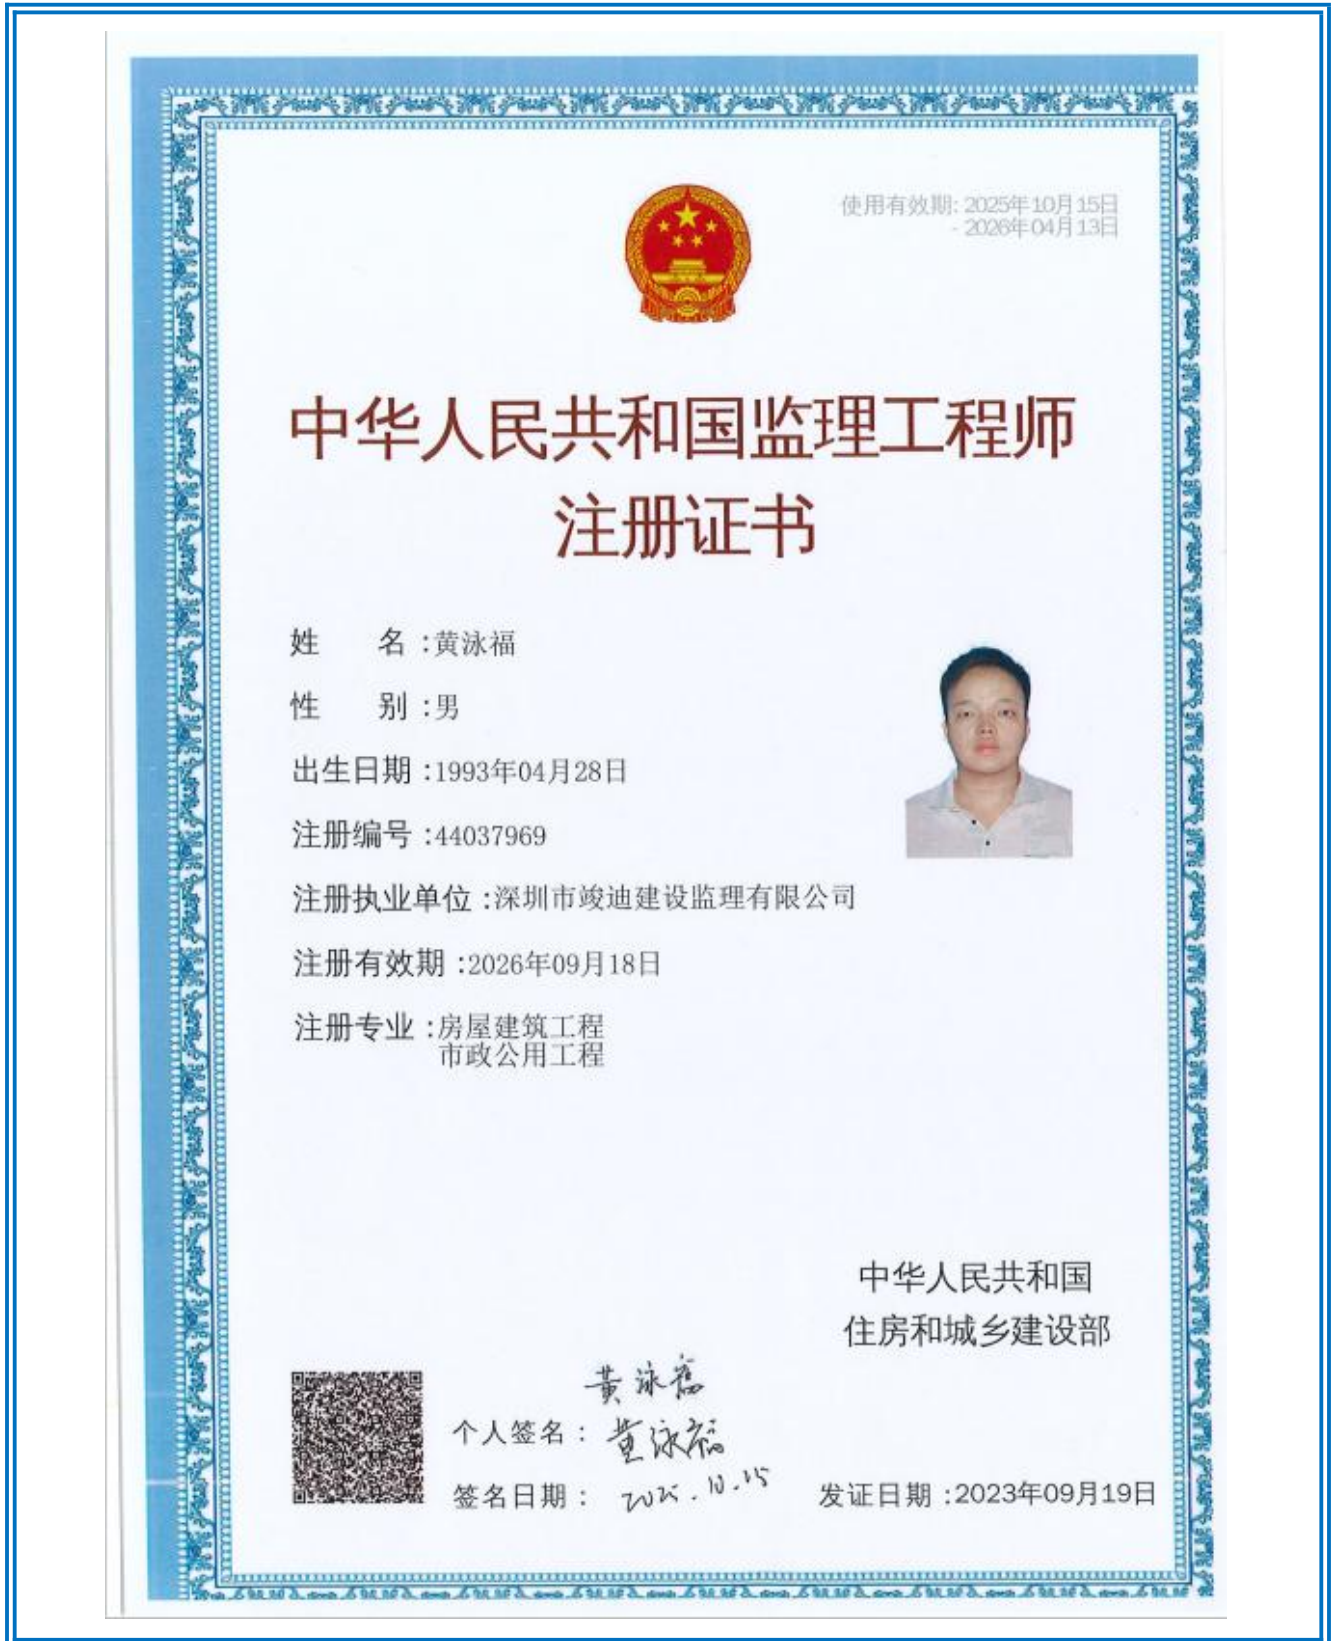 使用有效期: 2025年10月15日
- 2026年04月13日
中华人民共和国监理工程师
注册证书
姓 名 :黄泳福
性 别 :男
出生日期 :1993年04月28日
注册编号 :44037969
注册执业单位 :深圳市竣迪建设监理有限公司
注册有效期 :2026年09月18日
注册专业 :房屋建筑工程
市政公用工程
中华人民共和国
住房和城乡建设部
黄泳福
个人签名 : 黄泳福
签名日期 : 2025.10.15
发证日期 :2023年09月19日